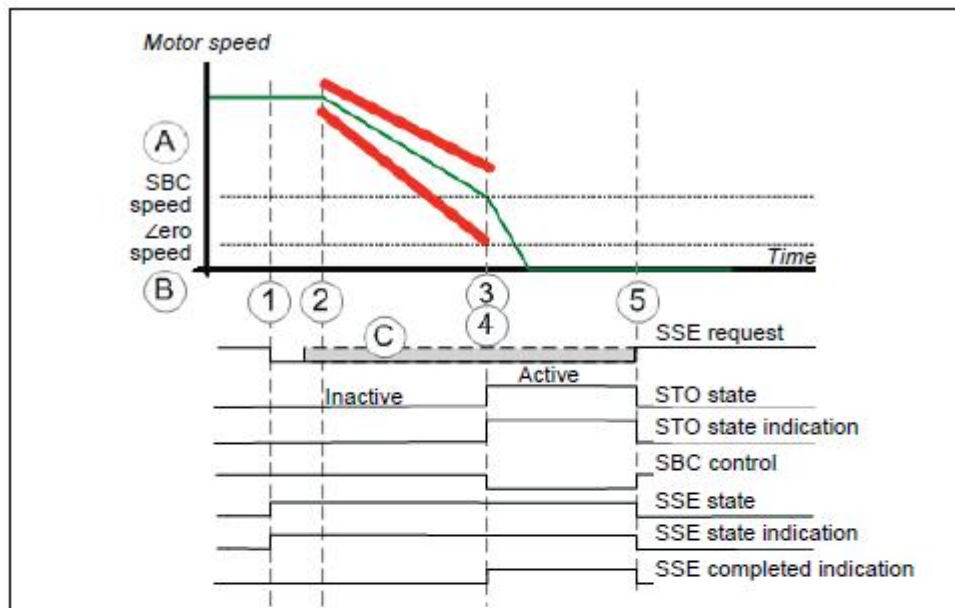 Motor speed
A
SBC
speed
Zero
speed
Time
B
1
2
3
4
5
C
SSE request
Active
Inactive
STO state
STO state indication
SBC control
SSE state
SSE state indication
SSE completed indication